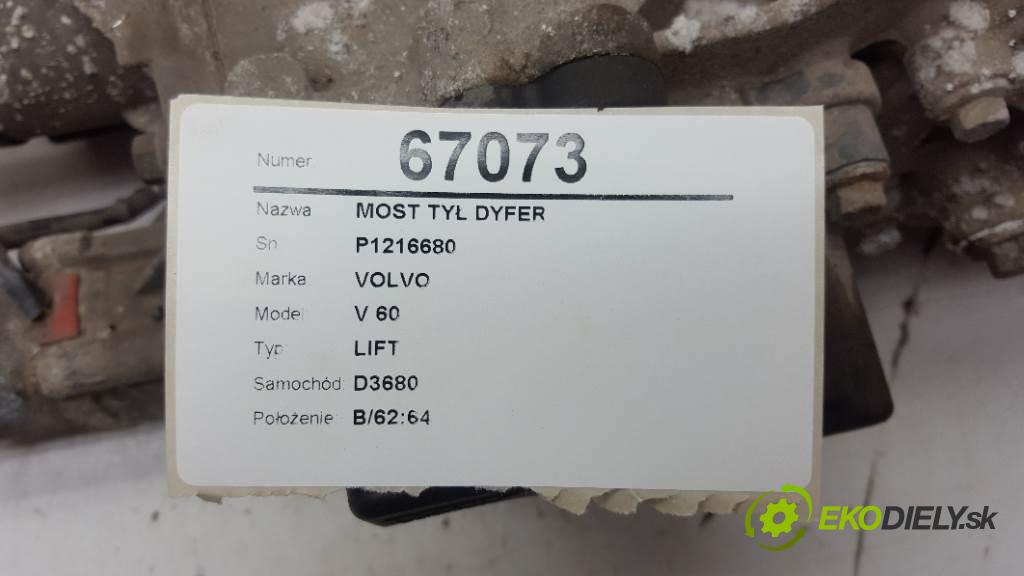 Numer 67073
Nazwa MOST TYŁ DYFER
Sn P1216680
Marka VOLVO
Model V 60
Typ: LIFT
Samochód: D3680
Położenie B/62:64
EKODIELY.sk